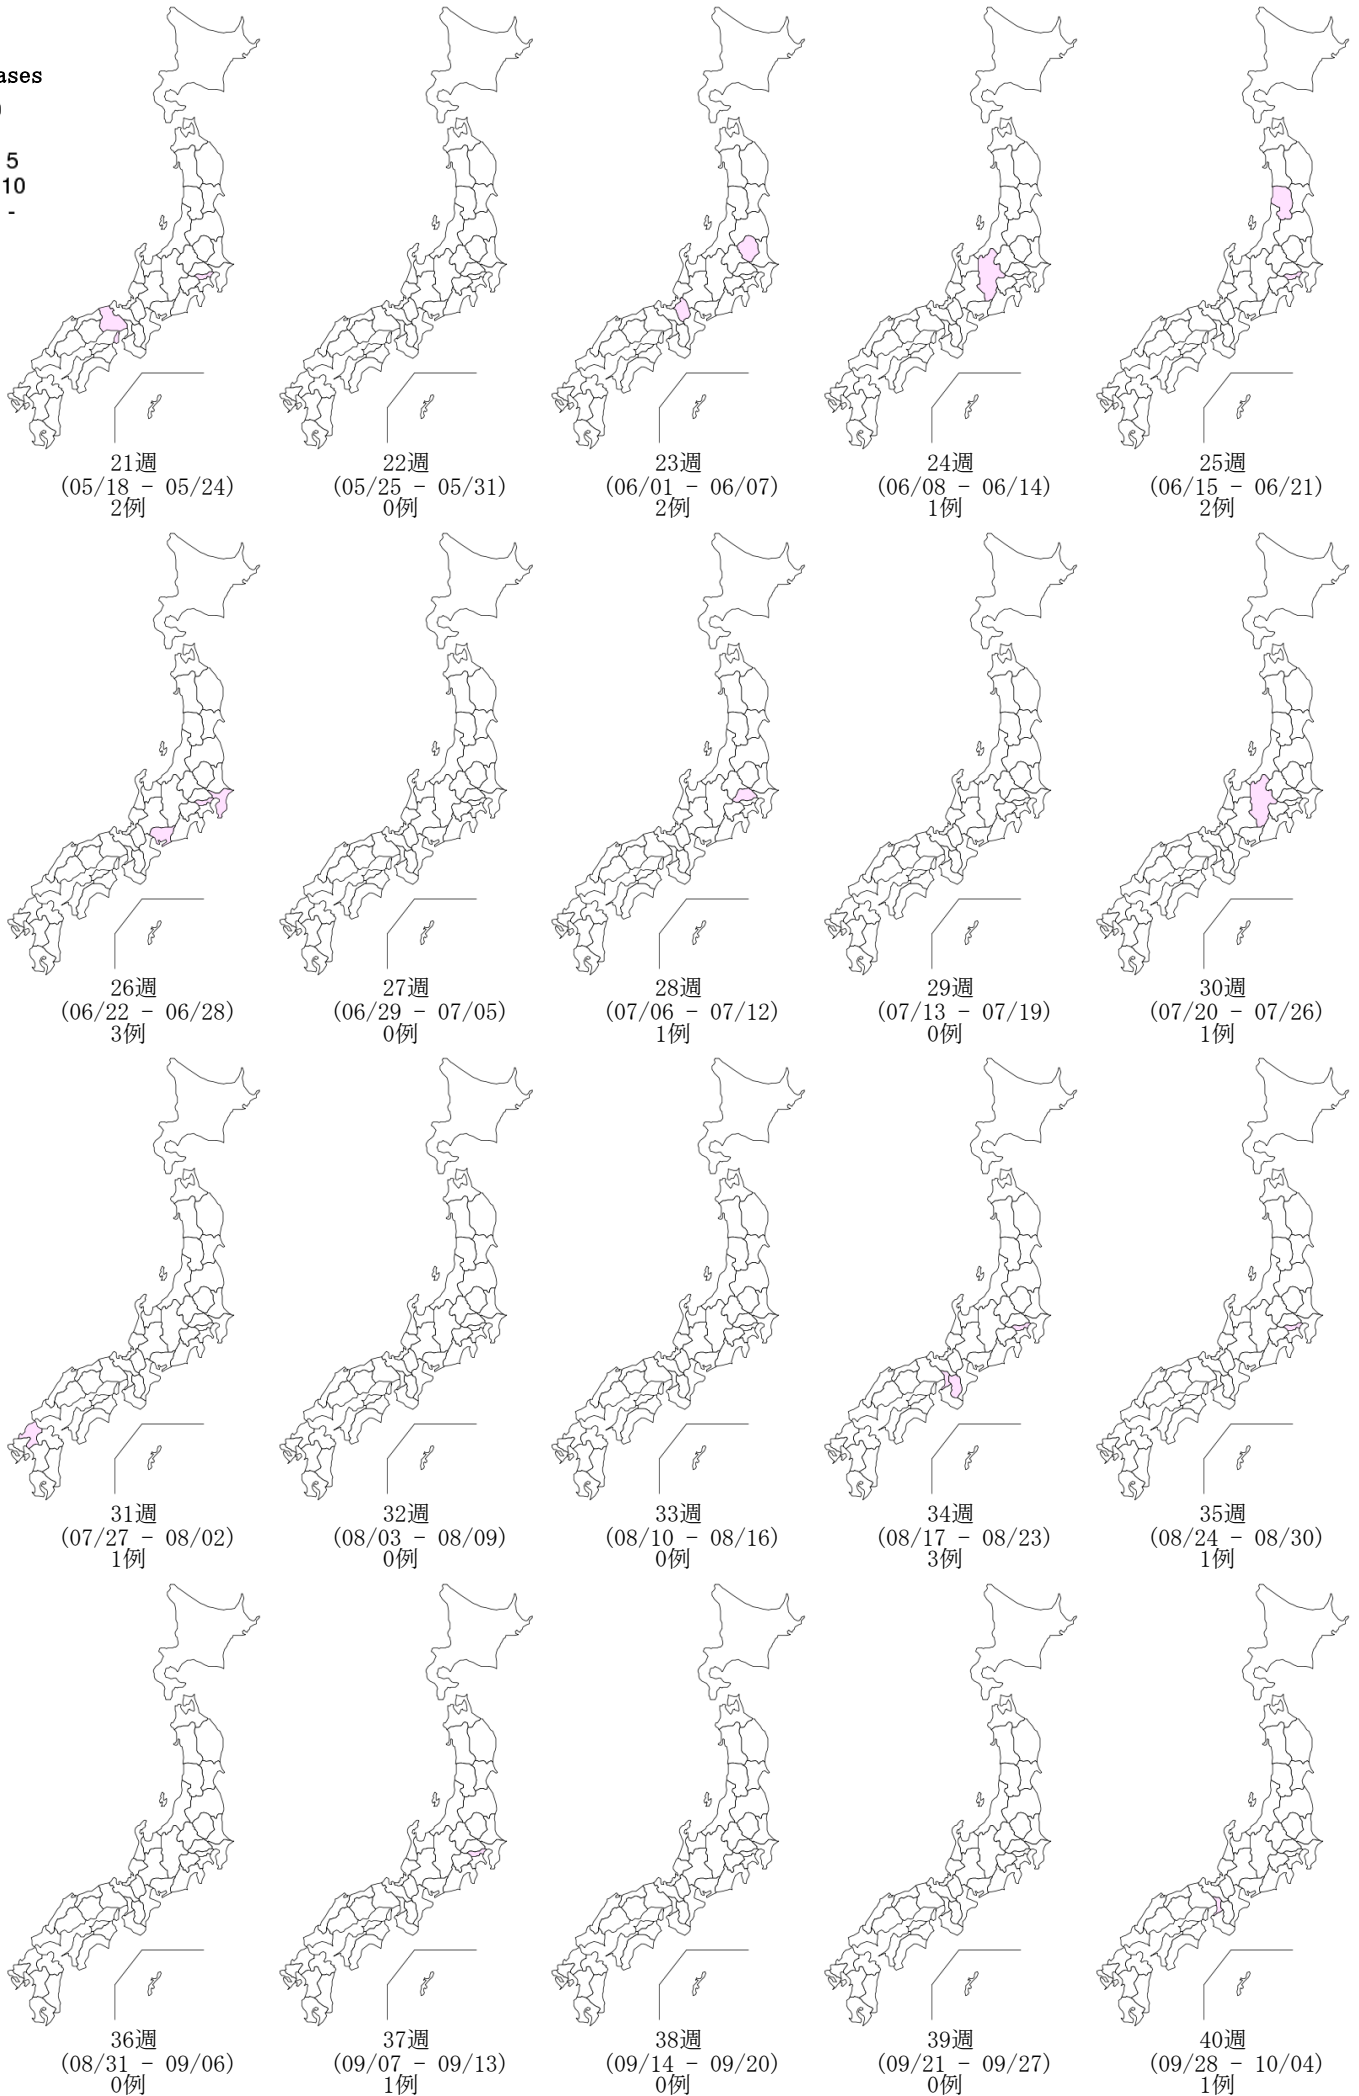 ases
5
10
-
21週
(05/18 - 05/24)
2例
22週
(05/25 - 05/31)
0例
23週
(06/01 - 06/07)
2例
24週
(06/08 - 06/14)
1例
25週
(06/15 - 06/21)
2例
26週
(06/22 - 06/28)
3例
27週
(06/29 - 07/05)
0例
28週
(07/06 - 07/12)
1例
29週
(07/13 - 07/19)
0例
30週
(07/20 - 07/26)
1例
31週
(07/27 - 08/02)
1例
32週
(08/03 - 08/09)
0例
33週
(08/10 - 08/16)
0例
34週
(08/17 - 08/23)
3例
35週
(08/24 - 08/30)
1例
36週
(08/31 - 09/06)
0例
37週
(09/07 - 09/13)
1例
38週
(09/14 - 09/20)
0例
39週
(09/21 - 09/27)
0例
40週
(09/28 - 10/04)
1例